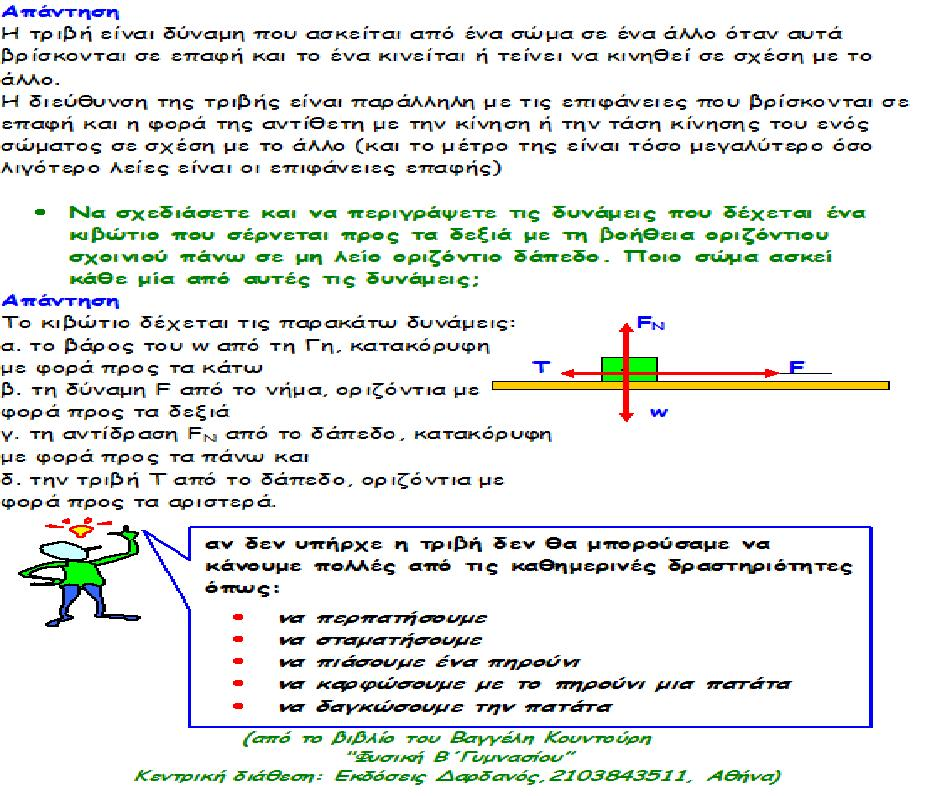 Απάντηση
Η τριβή είναι δύναμη που ασκείται από ένα σώμα σε ένα άλλο όταν αυτά
βρίσκονται σε επαφή και το ένα κινείται ή τείνει να κινηθεί σε σχέση με το
άλλο.
Η διεύθυνση της τριβής είναι παράλληλη με τις επιφάνειες που βρίσκονται σε
επαφή και η φορά της αντίθετη με την κίνηση ή την τάση κίνησης του ενός
σώματος σε σχέση με το άλλο (και το μέτρο της είναι τόσο μεγαλύτερο όσο
λιγότερο λείες είναι οι επιφάνειες επαφής)
• Να σχεδιάσετε και να περιγράψετε τις δυνάμεις που δέχεται ένα
κιβώτιο που σέρνεται προς τα δεξιά με τη βοήθεια οριζόντιου
σχοινιού πάνω σε μη λείο οριζόντιο δάπεδο. Ποιο σώμα ασκεί
κάθε μία από αυτές τις δυνάμεις;
Απάντηση
Το κιβώτιο δέχεται τις παρακάτω δυνάμεις:
α. το βάρος του w από τη Γη, κατακόρυφη
με φορά προς τα κάτω
β. τη δύναμη F από το νήμα, οριζόντια με
φορά προς τα δεξιά
γ. τη αντίδραση FN από το δάπεδο, κατακόρυφη
με φορά προς τα πάνω και
δ. την τριβή Τ από το δάπεδο, οριζόντια με
φορά προς τα αριστερά.
FN
T
F
w
αν δεν υπήρχε η τριβή δεν θα μπορούσαμε να
κάνουμε πολλές από τις καθημερινές δραστηριότητες
όπως:
• να περπατήσουμε
• να σταματήσουμε
• να πιάσουμε ένα πηρούνι
• να καρφώσουμε με το πηρούνι μια πατάτα
• να δαγκώσουμε την πατάτα
(από το βιβλίο του Βαγγέλη Κουντούρη
"Φυσική Β΄Γυμνασίου"
Κεντρική διάθεση: Εκδόσεις Δαρδανός,2103843511, Αθήνα)